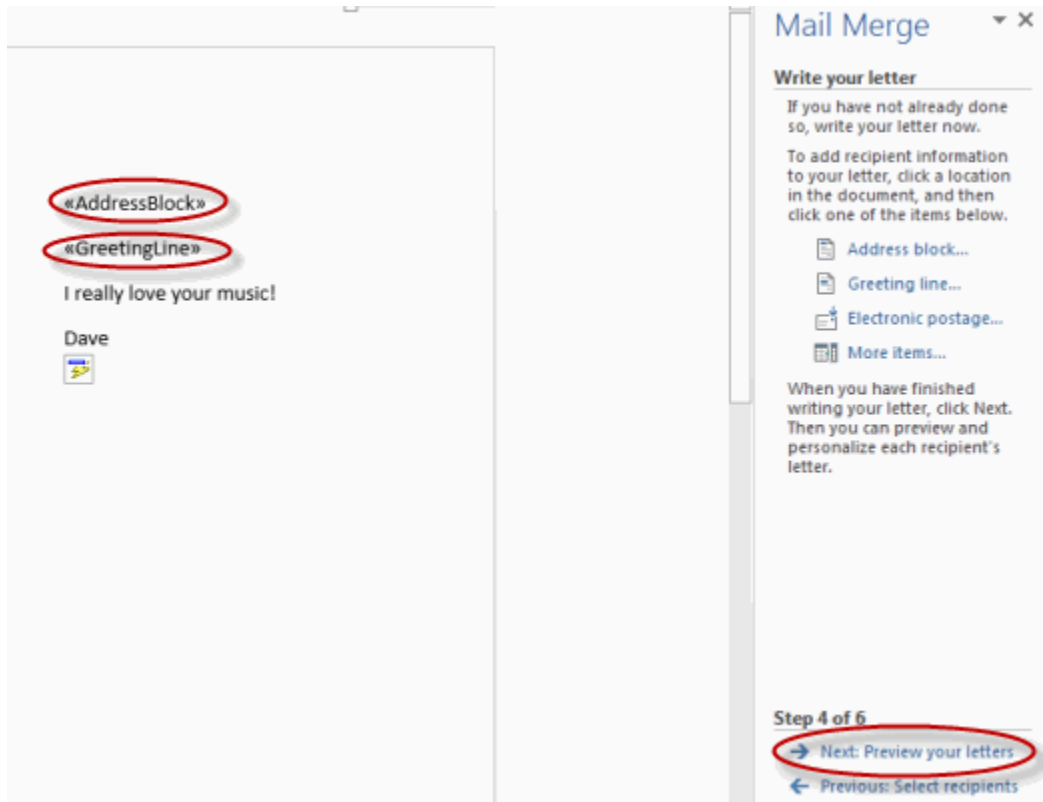 «AddressBlock»
«GreetingLine»
I really love your music!
Dave
Mail Merge
Write your letter
If you have not already done
so, write your letter now.
To add recipient information
to your letter, click a location
in the document, and then
click one of the items below.
Address block...
Greeting line...
Electronic postage...
More items...
When you have finished
writing your letter, click Next.
Then you can preview and
personalize each recipient's
letter.
Step 4 of 6
Next: Preview your letters
Previous: Select recipients